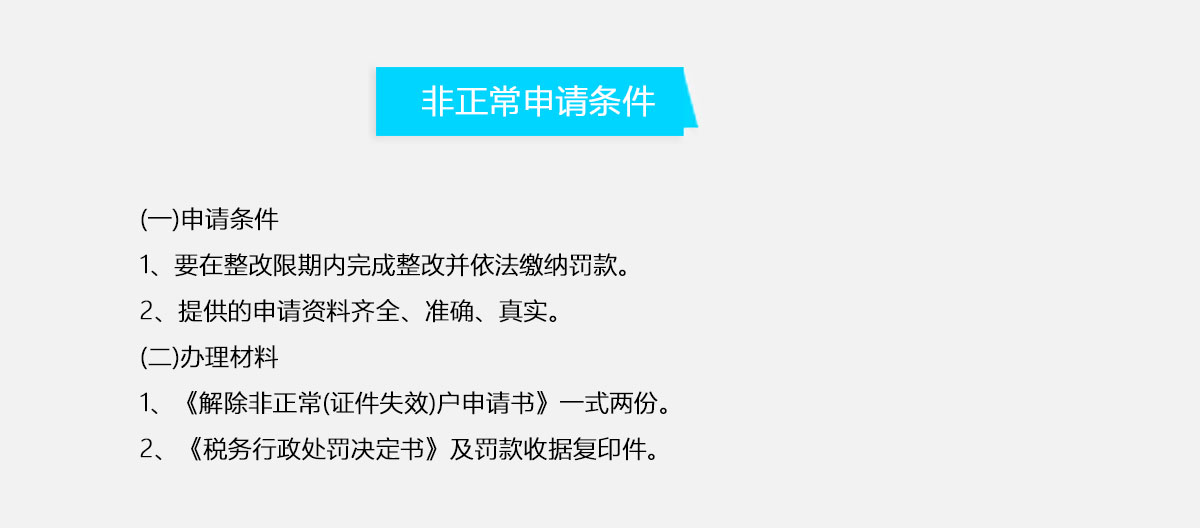 非正常申请条件
(一)申请条件
1、要在整改限期内完成整改并依法缴纳罚款。
2、提供的申请资料齐全、准确、真实。
(二)办理材料
1、《解除非正常(证件失效)户申请书》一式两份。
2、《税务行政处罚决定书》及罚款收据复印件。